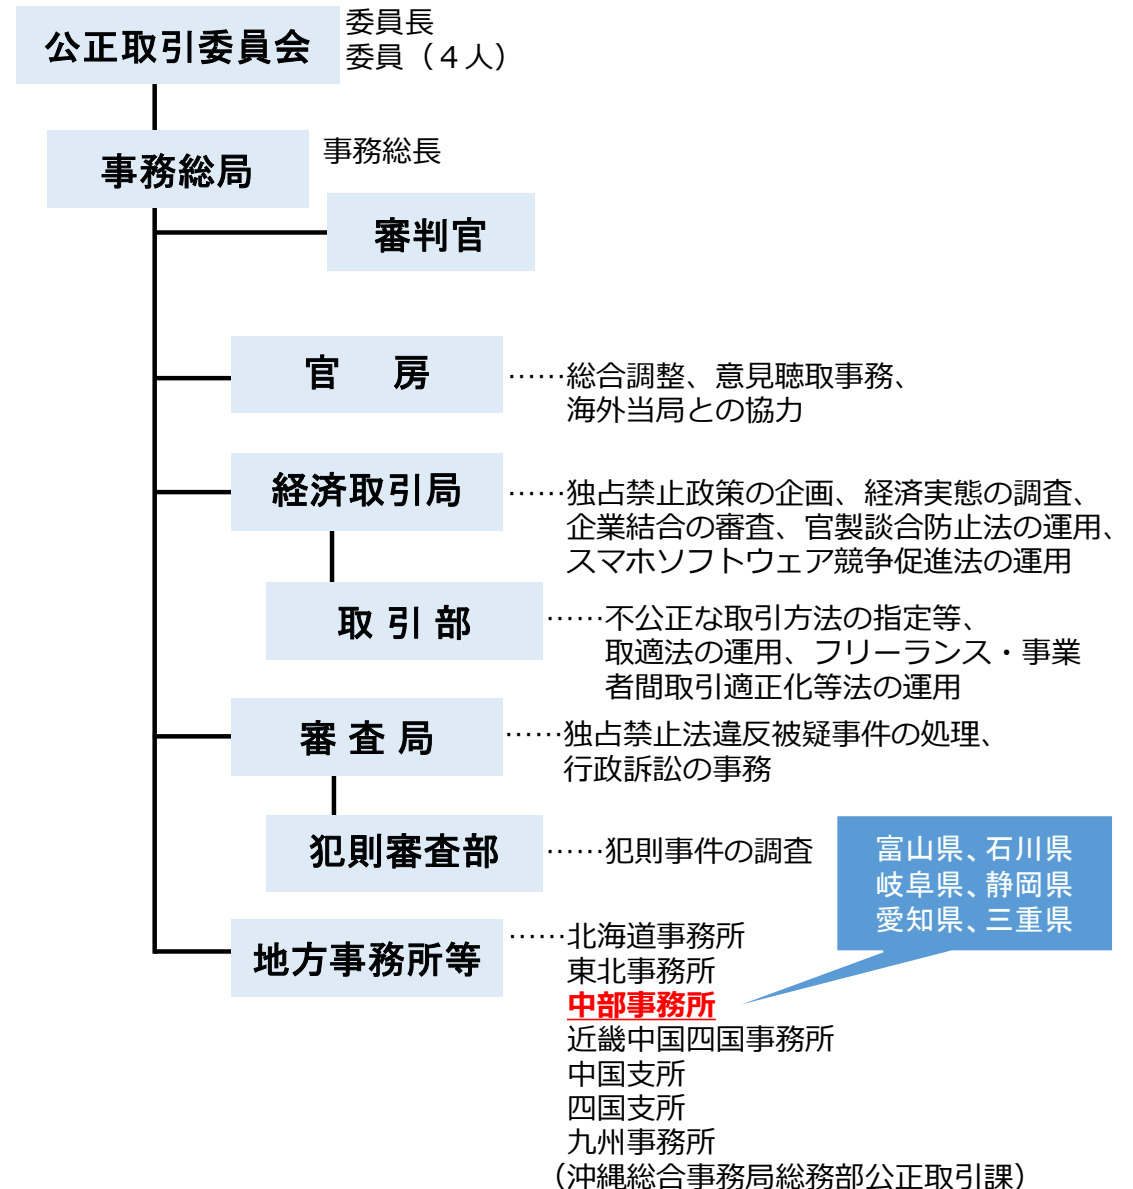 公正取引委員会
委員長
委員（４人）
事務総局
事務総長
審判官
官　房
……総合調整、意見聴取事務、
海外当局との協力
経済取引局
……独占禁止政策の企画、経済実態の調査、
企業結合の審査、官製談合防止法の運用、
スマホソフトウェア競争促進法の運用
取 引 部
……不公正な取引方法の指定等、
取適法の運用、フリーランス・事業
者間取引適正化等法の運用
審 査 局
……独占禁止法違反被疑事件の処理、
行政訴訟の事務
犯則審査部
……犯則事件の調査
富山県、石川県
岐阜県、静岡県
愛知県、三重県
地方事務所等
……北海道事務所
東北事務所
中部事務所
近畿中国四国事務所
中国支所
四国支所
九州事務所
（沖縄総合事務局総務部公正取引課）